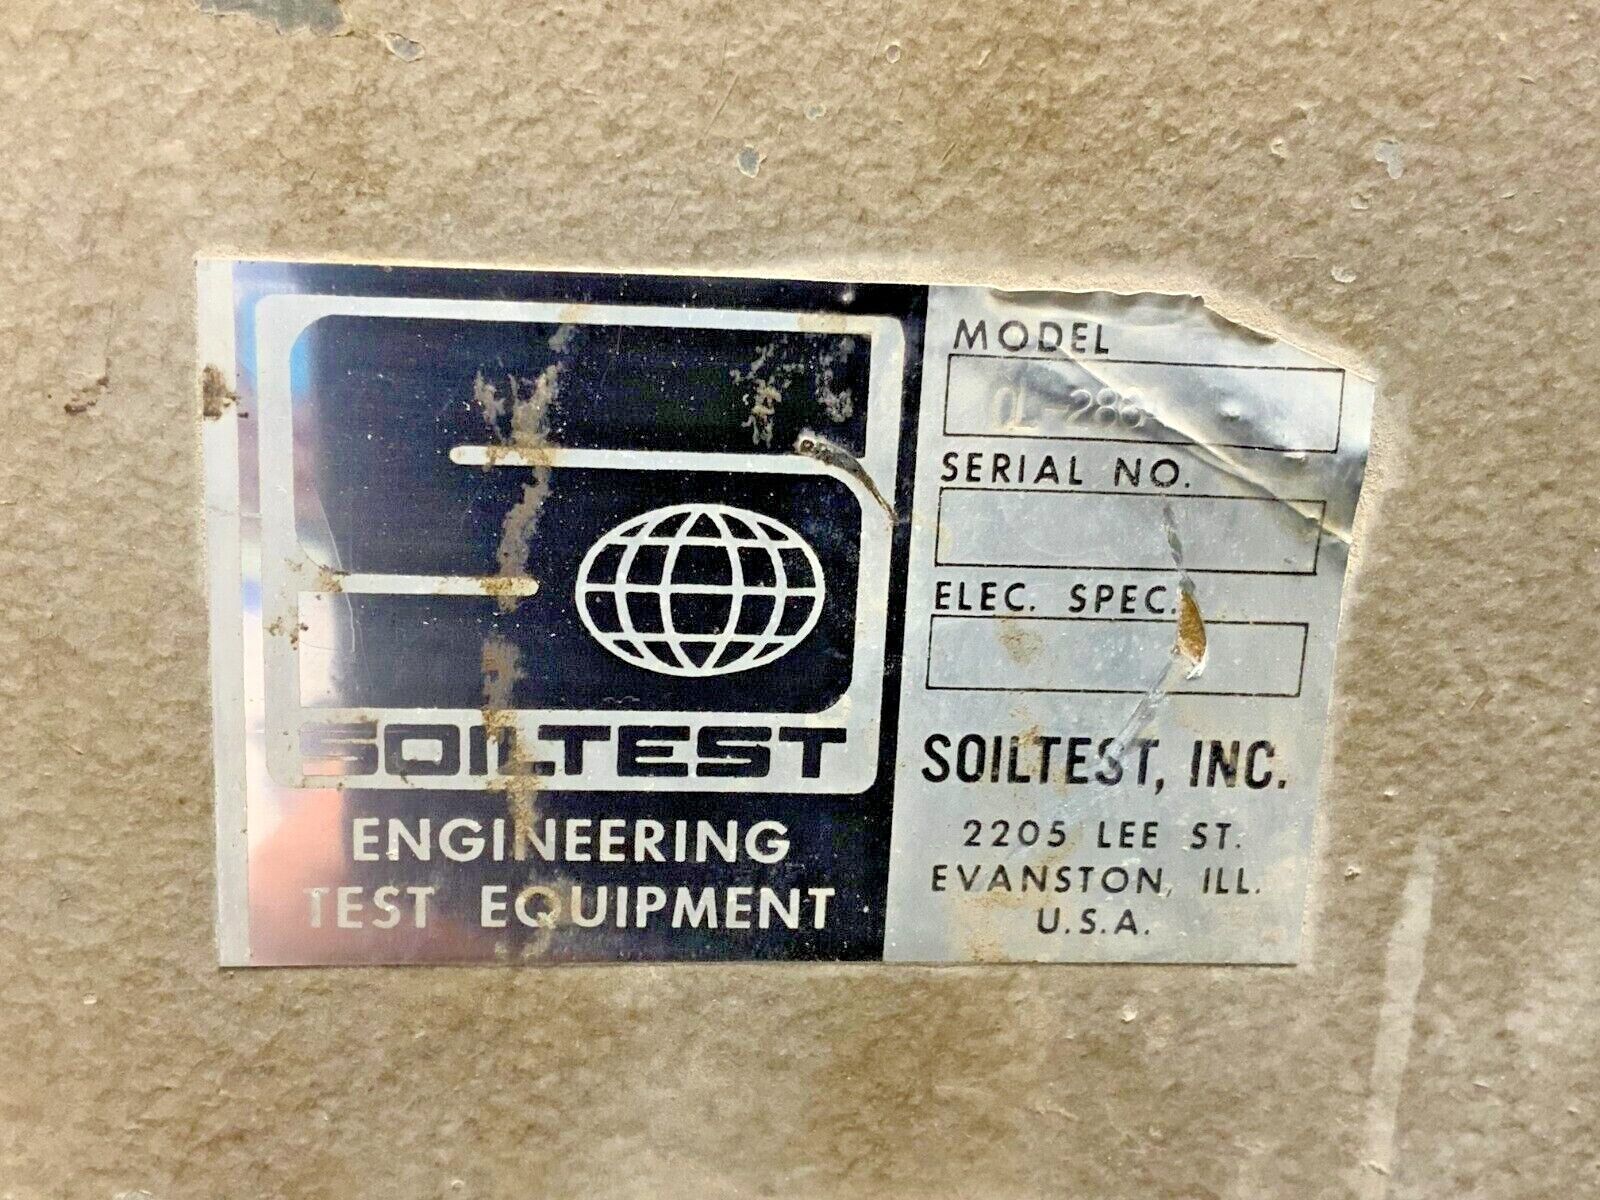 SOILTEST
ENGINEERING
TEST EQUIPMENT
MODEL
SERIAL NO.
ELEC. SPEC.
SOILTEST, INC.
2205 LEE ST.
EVANSTON, ILL.
U.S.A.